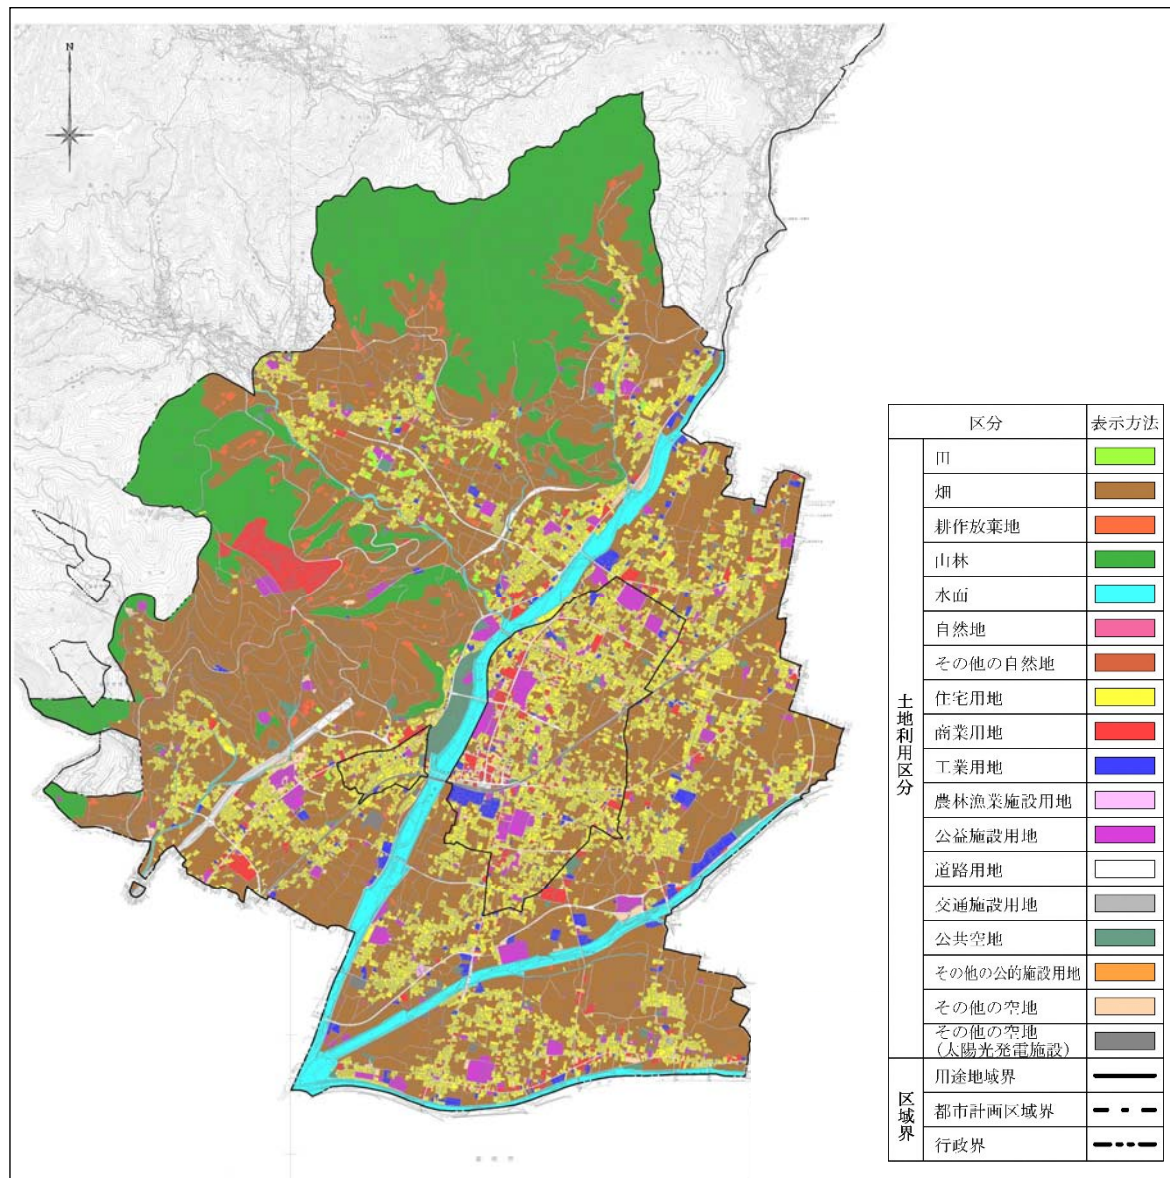 N
区分 表示方法
土地利用区分
田
畑
耕作放棄地
山林
水面
自然地
その他の自然地
住宅用地
商業用地
工業用地
農林漁業施設用地
公益施設用地
道路用地
交通施設用地
公共空地
その他の公的施設用地
その他の空地
その他の空地
(太陽光発電施設)
区域界
用途地域界
都市計画区域界
行政界